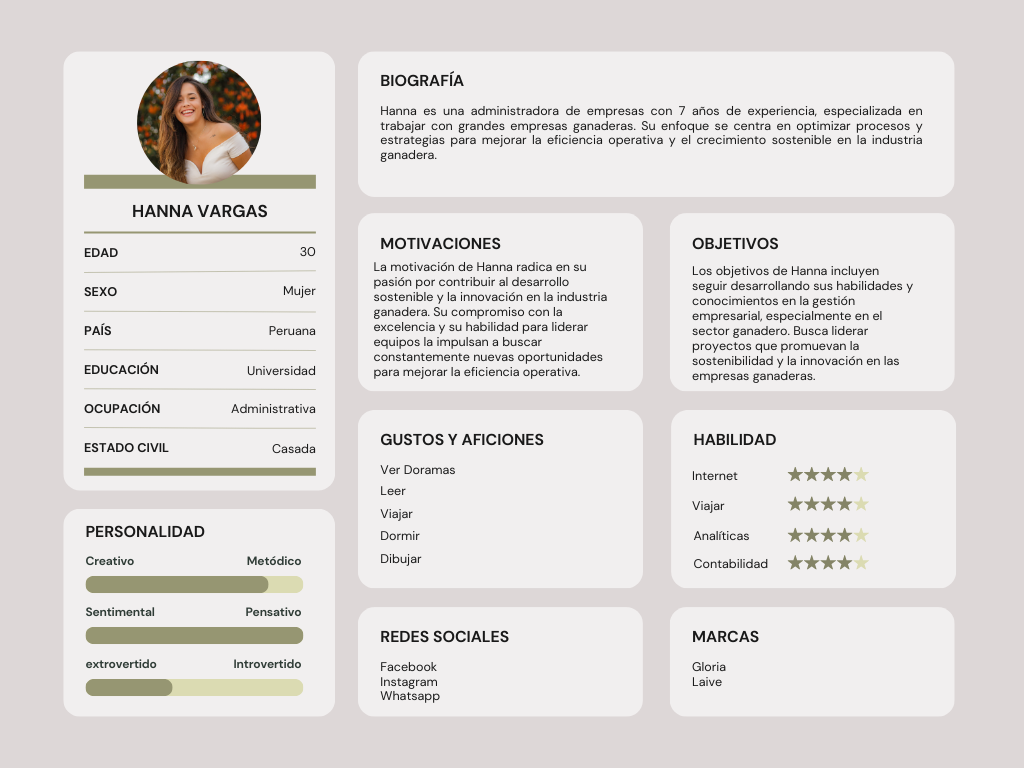 HANNA VARGAS
EDAD 30
SEXO Mujer
PAÍS Peruana
EDUCACIÓN Universidad
OCUPACIÓN Administrativa
ESTADO CIVIL Casada
PERSONALIDAD
Creativo Metódico
Sentimental Pensativo
extrovertido Introvertido
BIOGRAFÍA
Hanna es una administradora de empresas con 7 años de experiencia, especializada en
trabajar con grandes empresas ganaderas. Su enfoque se centra en optimizar procesos y
estrategias para mejorar la eficiencia operativa y el crecimiento sostenible en la industria
ganadera.
MOTIVACIONES
La motivación de Hanna radica en su
pasión por contribuir al desarrollo
sostenible y la innovación en la industria
ganadera. Su compromiso con la
excelencia y su habilidad para liderar
equipos la impulsan a buscar
constantemente nuevas oportunidades
para mejorar la eficiencia operativa.
OBJETIVOS
Los objetivos de Hanna incluyen
seguir desarrollando sus habilidades y
conocimientos en la gestión
empresarial, especialmente en el
sector ganadero. Busca liderar
proyectos que promuevan la
sostenibilidad y la innovación en las
empresas ganaderas.
GUSTOS Y AFICIONES
Ver Doramas
Leer
Viajar
Dormir
Dibujar
HABILIDAD
Internet
Viajar
Analíticas
Contabilidad
REDES SOCIALES
Facebook
Instagram
Whatsapp
MARCAS
Gloria
Laive